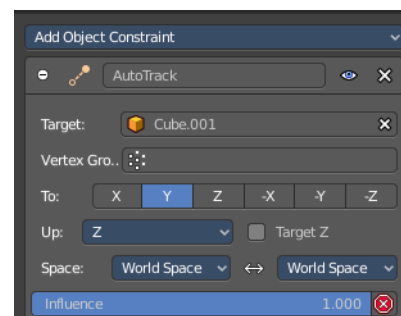 Add Object Constraint
AutoTrack
Target: Cube.001
Vertex Gro..
To: X Y Z -X -Y -Z
Up: Z Target Z
Space: World Space World Space
Influence 1.000